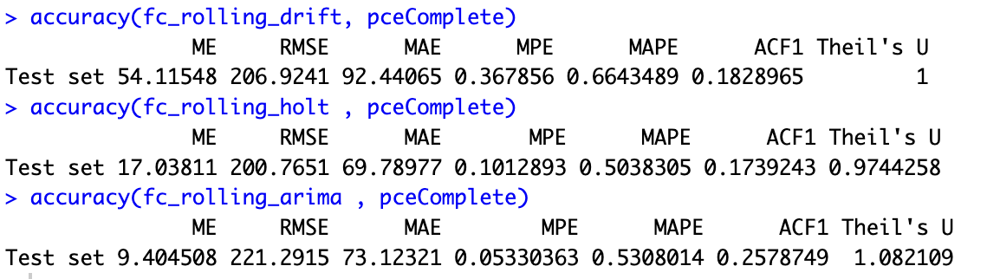 > accuracy(fc_rolling_drift, pceComplete)
ME RMSE MAE MPE MAPE ACF1 Theil's U
Test set 54.11548 206.9241 92.44065 0.367856 0.6643489 0.1828965 1
> accuracy(fc_rolling_holt , pceComplete)
ME RMSE MAE MPE MAPE ACF1 Theil's U
Test set 17.03811 200.7651 69.78977 0.1012893 0.5038305 0.1739243 0.9744258
> accuracy(fc_rolling_arima , pceComplete)
ME RMSE MAE MPE MAPE ACF1 Theil's U
Test set 9.404508 221.2915 73.12321 0.05330363 0.5308014 0.2578749 1.082109